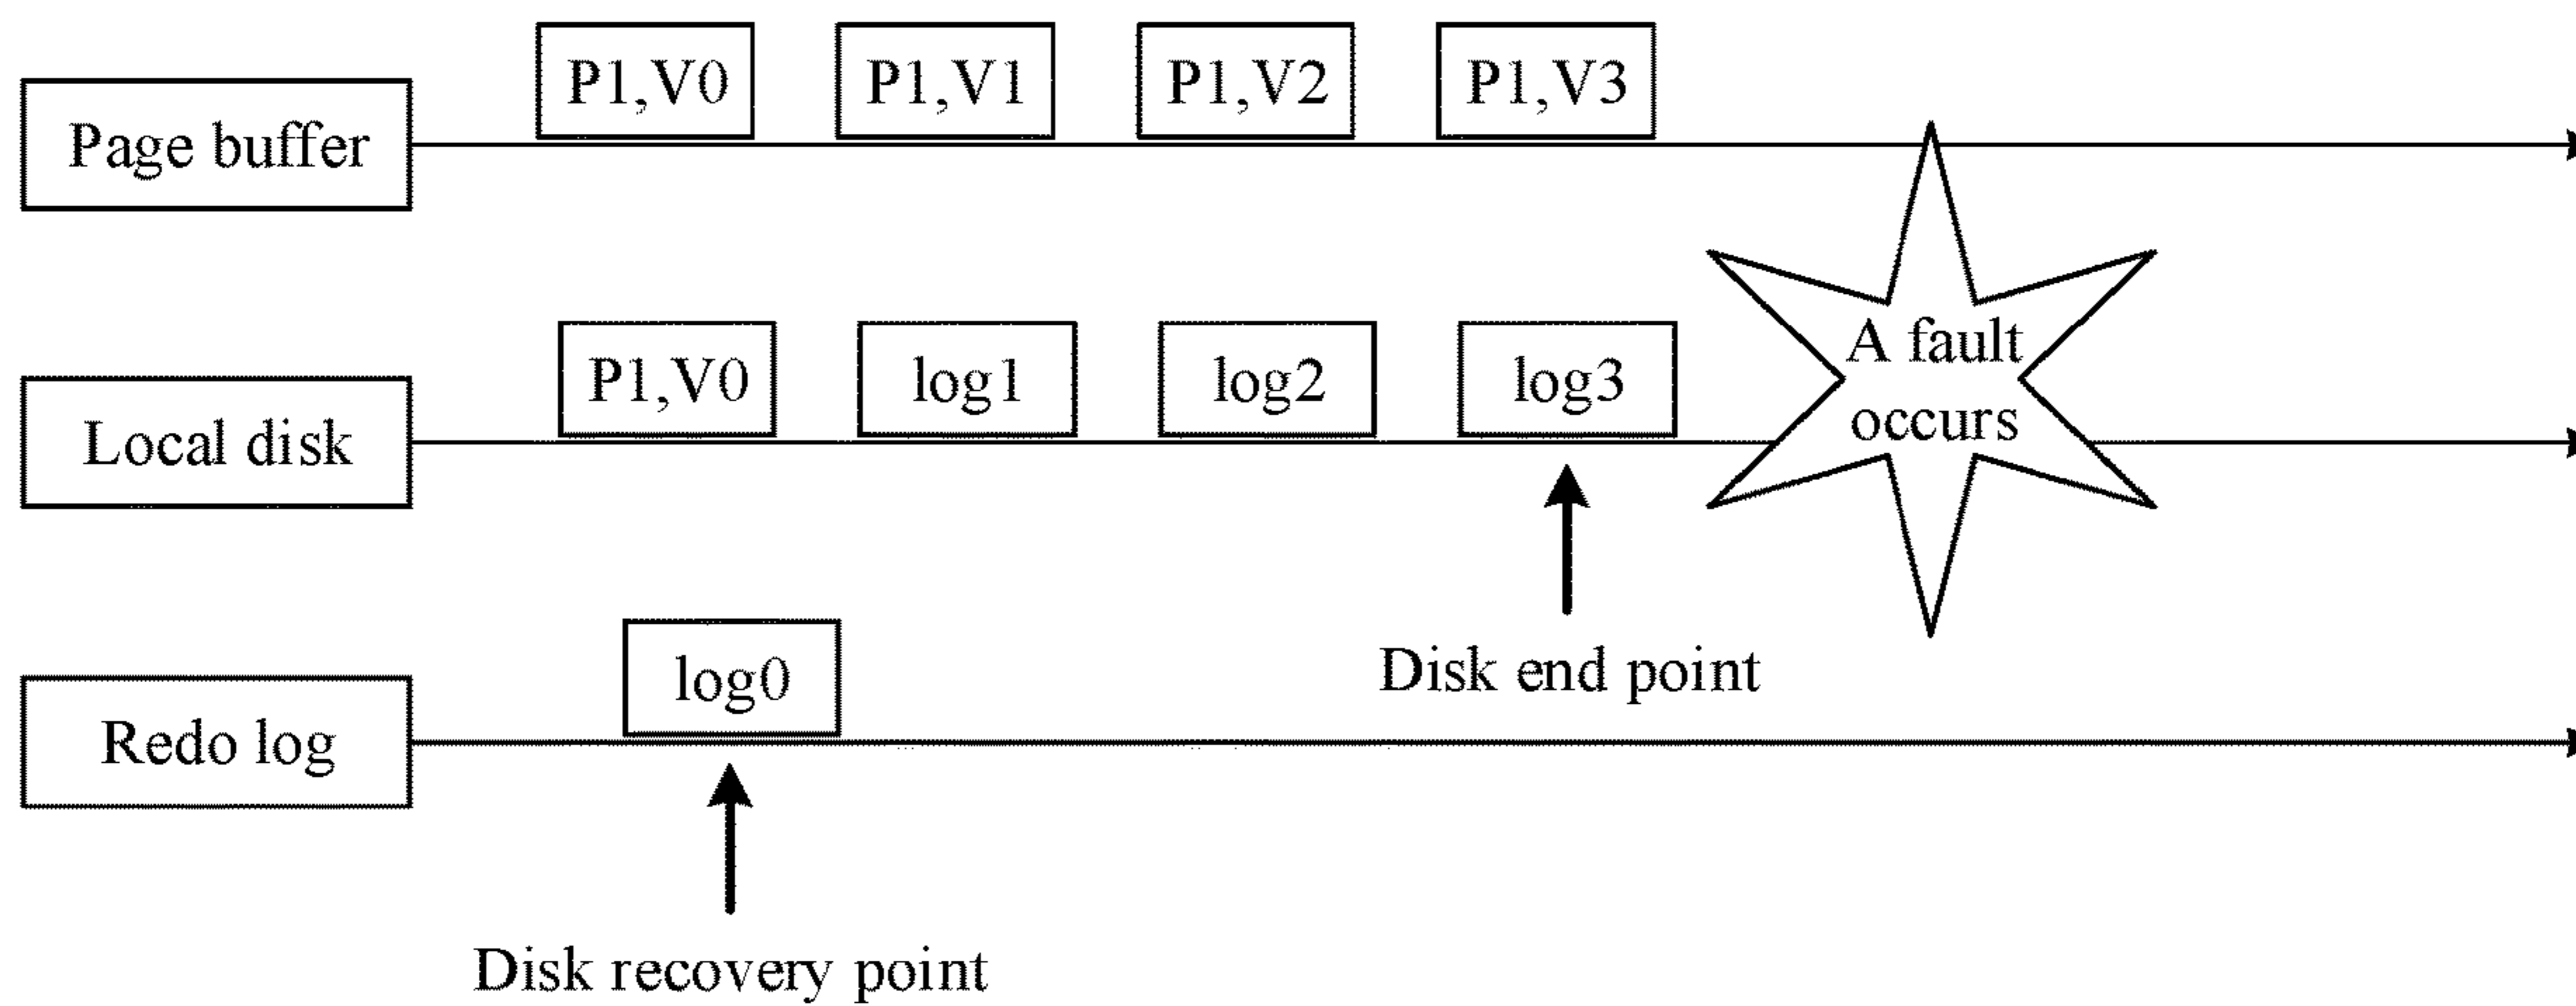 P1,V0
P1,V1
P1,V2
P1,V3
Page buffer
P1,V0
log1
log2
log3
A fault
occurs
Local disk
Disk end point
log0
Redo log
Disk recovery point